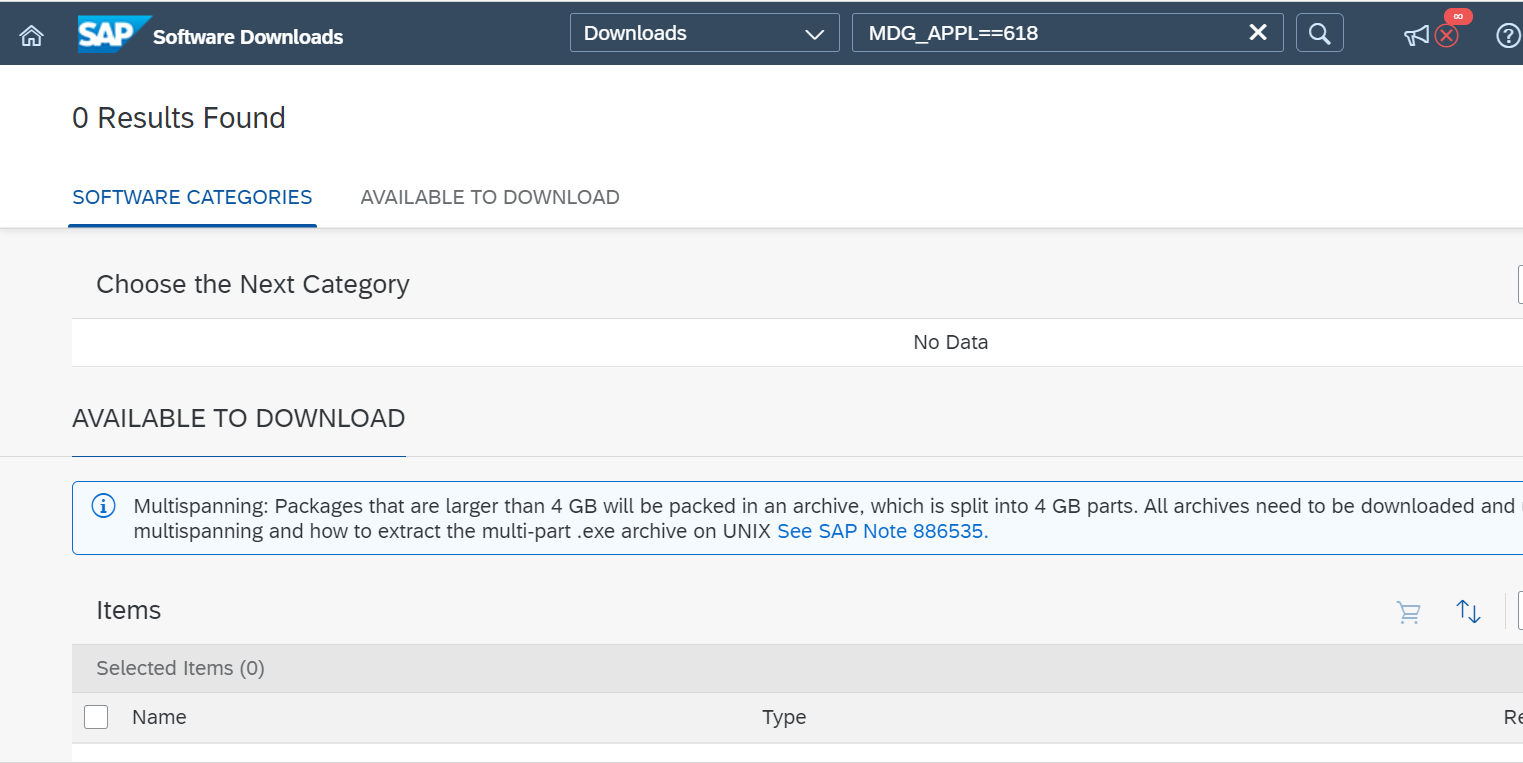 SAP Software Downloads Downloads MDG_APPL==618
0 Results Found
SOFTWARE CATEGORIES AVAILABLE TO DOWNLOAD
Choose the Next Category
No Data
AVAILABLE TO DOWNLOAD
Multispanning: Packages that are larger than 4 GB will be packed in an archive, which is split into 4 GB parts. All archives need to be downloaded and
multispanning and how to extract the multi-part .exe archive on UNIX See SAP Note 886535.
Items
Selected Items (0)
Name Type Re